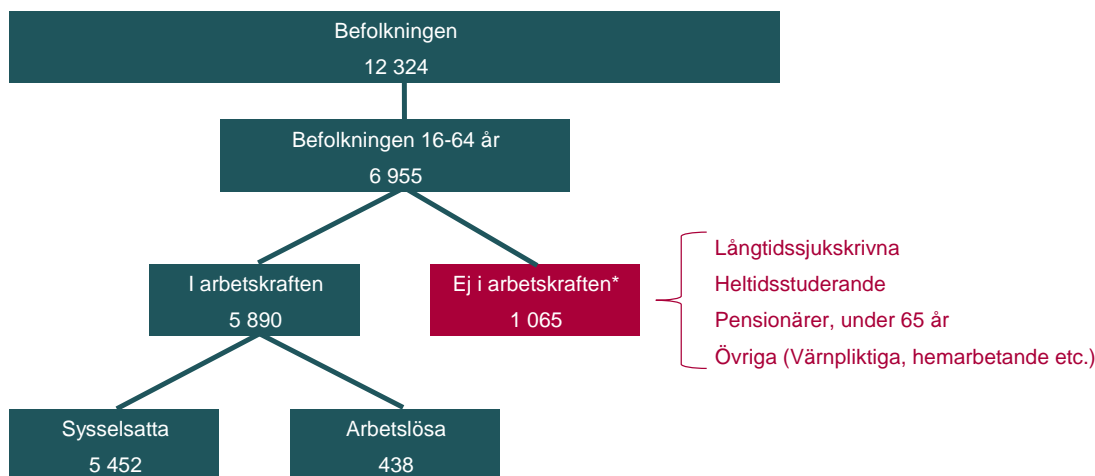 Befolkningen
12 324
Befolkningen 16-64 år
6 955
I arbetskraften
5 890
Ej i arbetskraften*
1 065
Långtidssjukskrivna
Heltidsstuderande
Pensionärer, under 65 år
Övriga (Värnpliktiga, hemarbetande etc.)
Sysselsatta
5 452
Arbetslösa
438